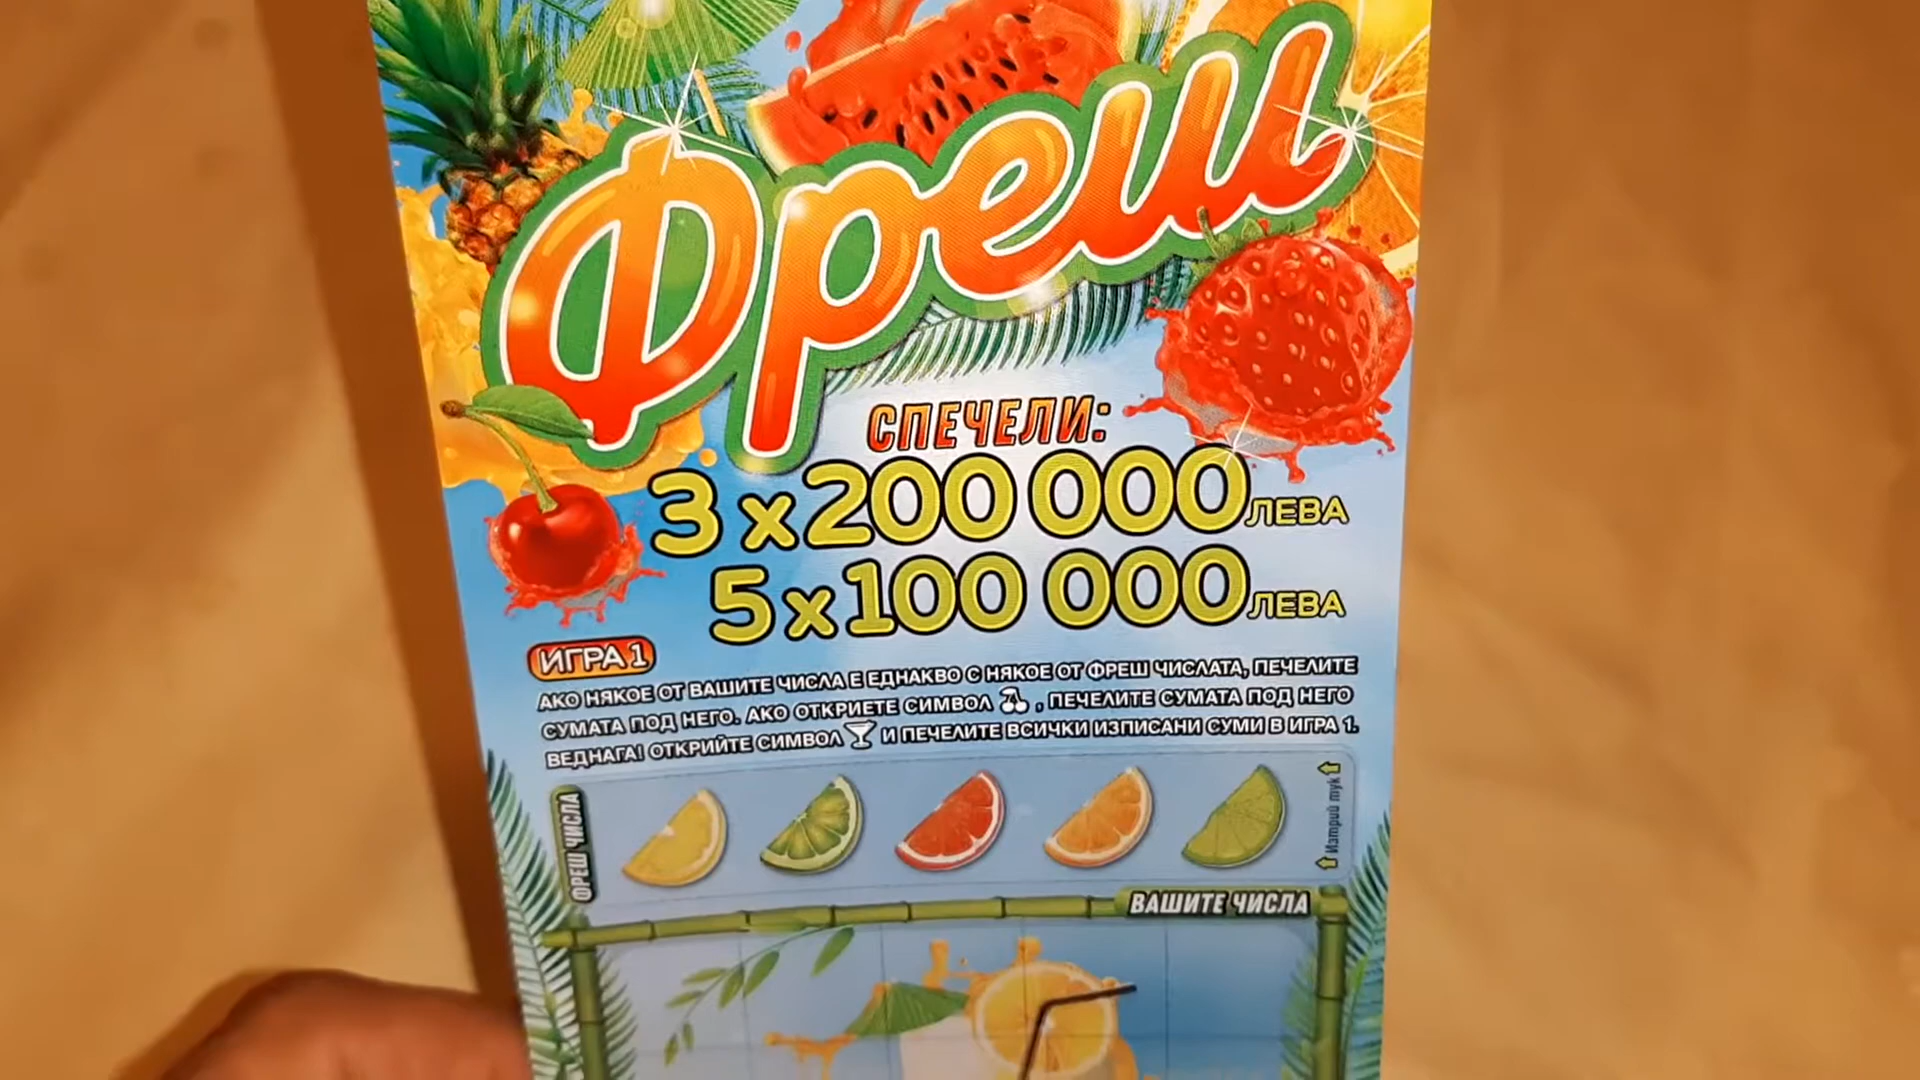 Фреш
СПЕЧЕЛИ:
3 x 200 000 ЛЕВА
5 x 100 000 ЛЕВА
ИГРА 1
АКО НЯКОЕ ОТ ВАШИТЕ ЧИСЛА Е ЕДНАКВО С НЯКОЕ ОТ ФРЕШ ЧИСЛАТА, ПЕЧЕЛИТЕ
СУМАТА ПОД НЕГО. АКО ОТКРИЕТЕ СИМВОЛ , ПЕЧЕЛИТЕ СУМАТА ПОД НЕГО
ВЕДНАГА! ОТКРИЙТЕ СИМВОЛ И ПЕЧЕЛИТЕ ВСИЧКИ ИЗПИСАНИ СУМИ В ИГРА 1.
ФРЕШ ЧИСЛА
Изтрий тук
ВАШИТЕ ЧИСЛА